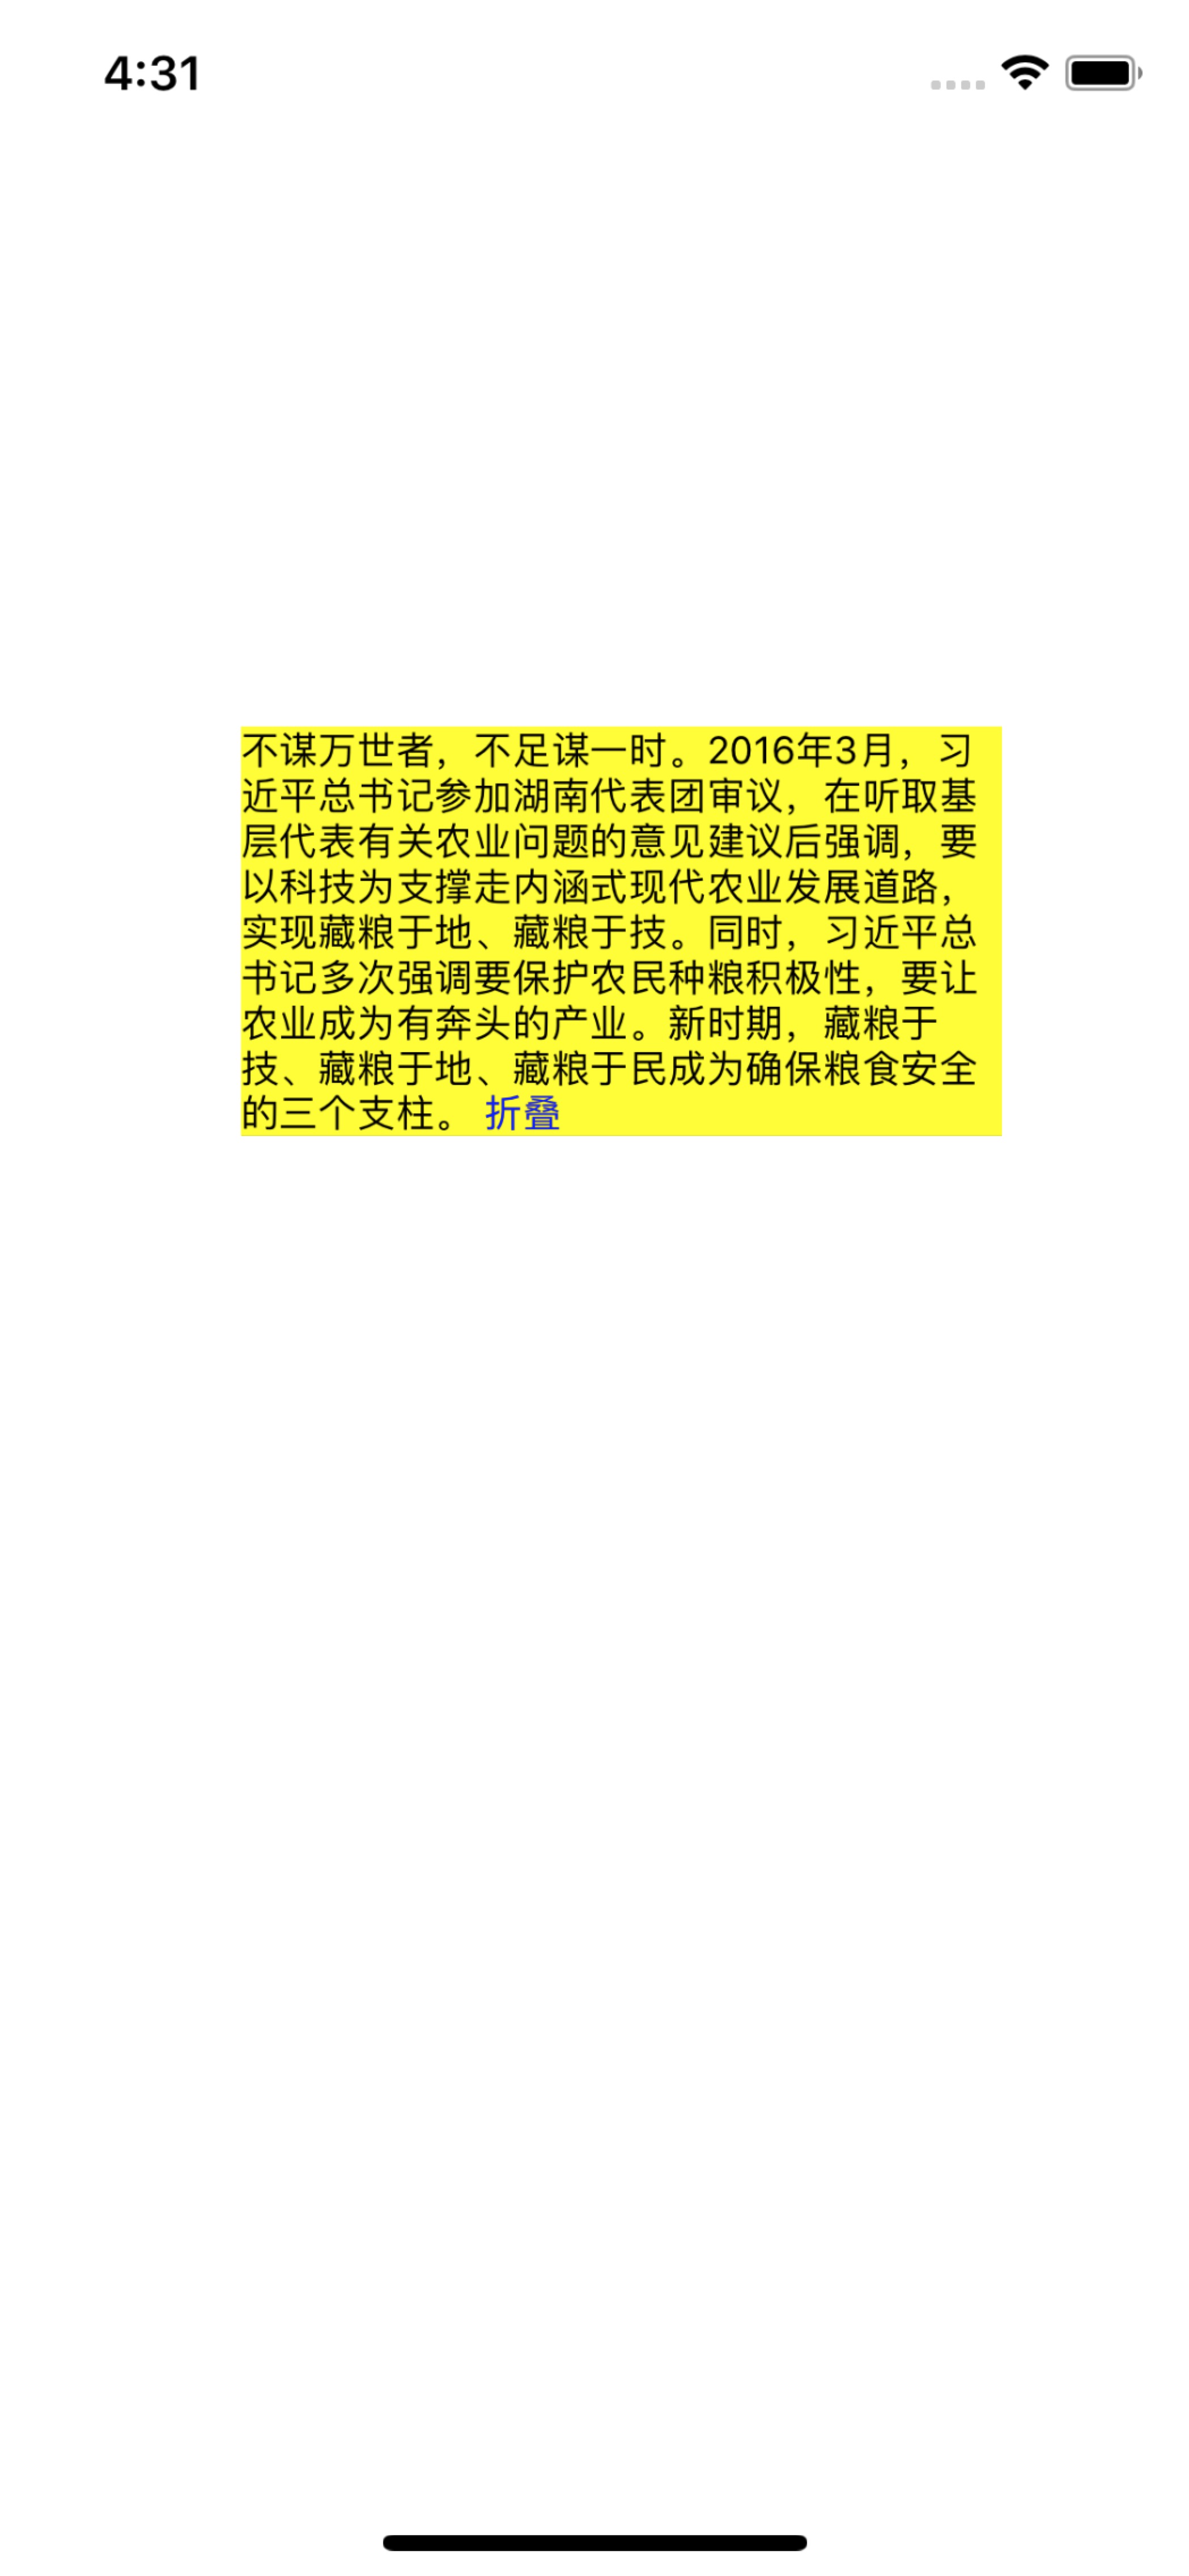 4:31
不谋万世者，不足谋一时。2016年3月，习
近平总书记参加湖南代表团审议，在听取基
层代表有关农业问题的意见建议后强调，要
以科技为支撑走内涵式现代农业发展道路，
实现藏粮于地、藏粮于技。同时，习近平总
书记多次强调要保护农民种粮积极性，要让
农业成为有奔头的产业。新时期，藏粮于
技、藏粮于地、藏粮于民成为确保粮食安全
的三个支柱。 折叠